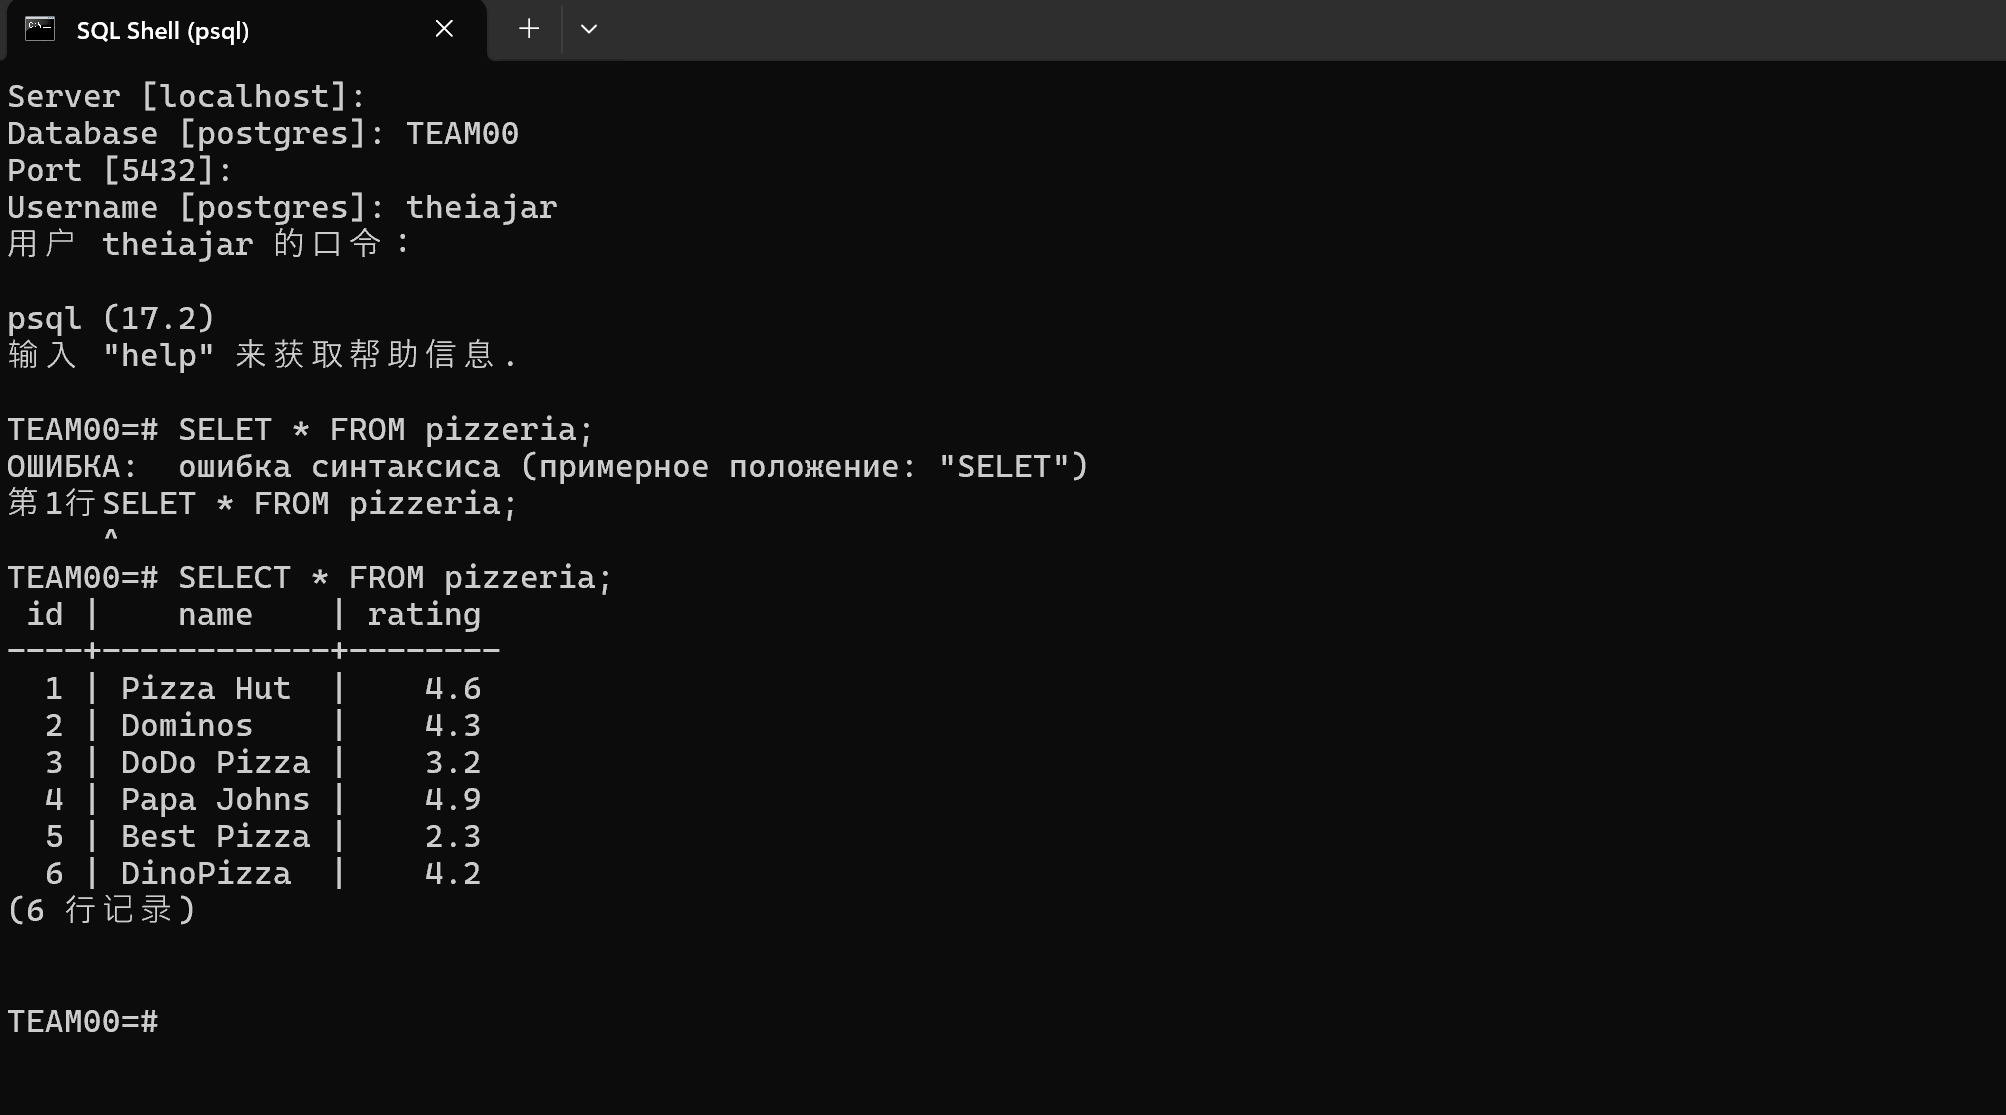 SQL Shell (psql)
Server [localhost]:
Database [postgres]: TEAM00
Port [5432]:
Username [postgres]: theiajar
用户 theiajar 的口令：
psql (17.2)
输入 "help" 来获取帮助信息.
TEAM00=# SELET * FROM pizzeria;
ОШИБКА:  ошибка синтаксиса (примерное положение: "SELET")
第1行SELET * FROM pizzeria;
     ^
TEAM00=# SELECT * FROM pizzeria;
 id |    name    | rating
----+------------+--------
  1 | Pizza Hut  |    4.6
  2 | Dominos    |    4.3
  3 | DoDo Pizza |    3.2
  4 | Papa Johns |    4.9
  5 | Best Pizza |    2.3
  6 | DinoPizza  |    4.2
(6 行记录)
TEAM00=#